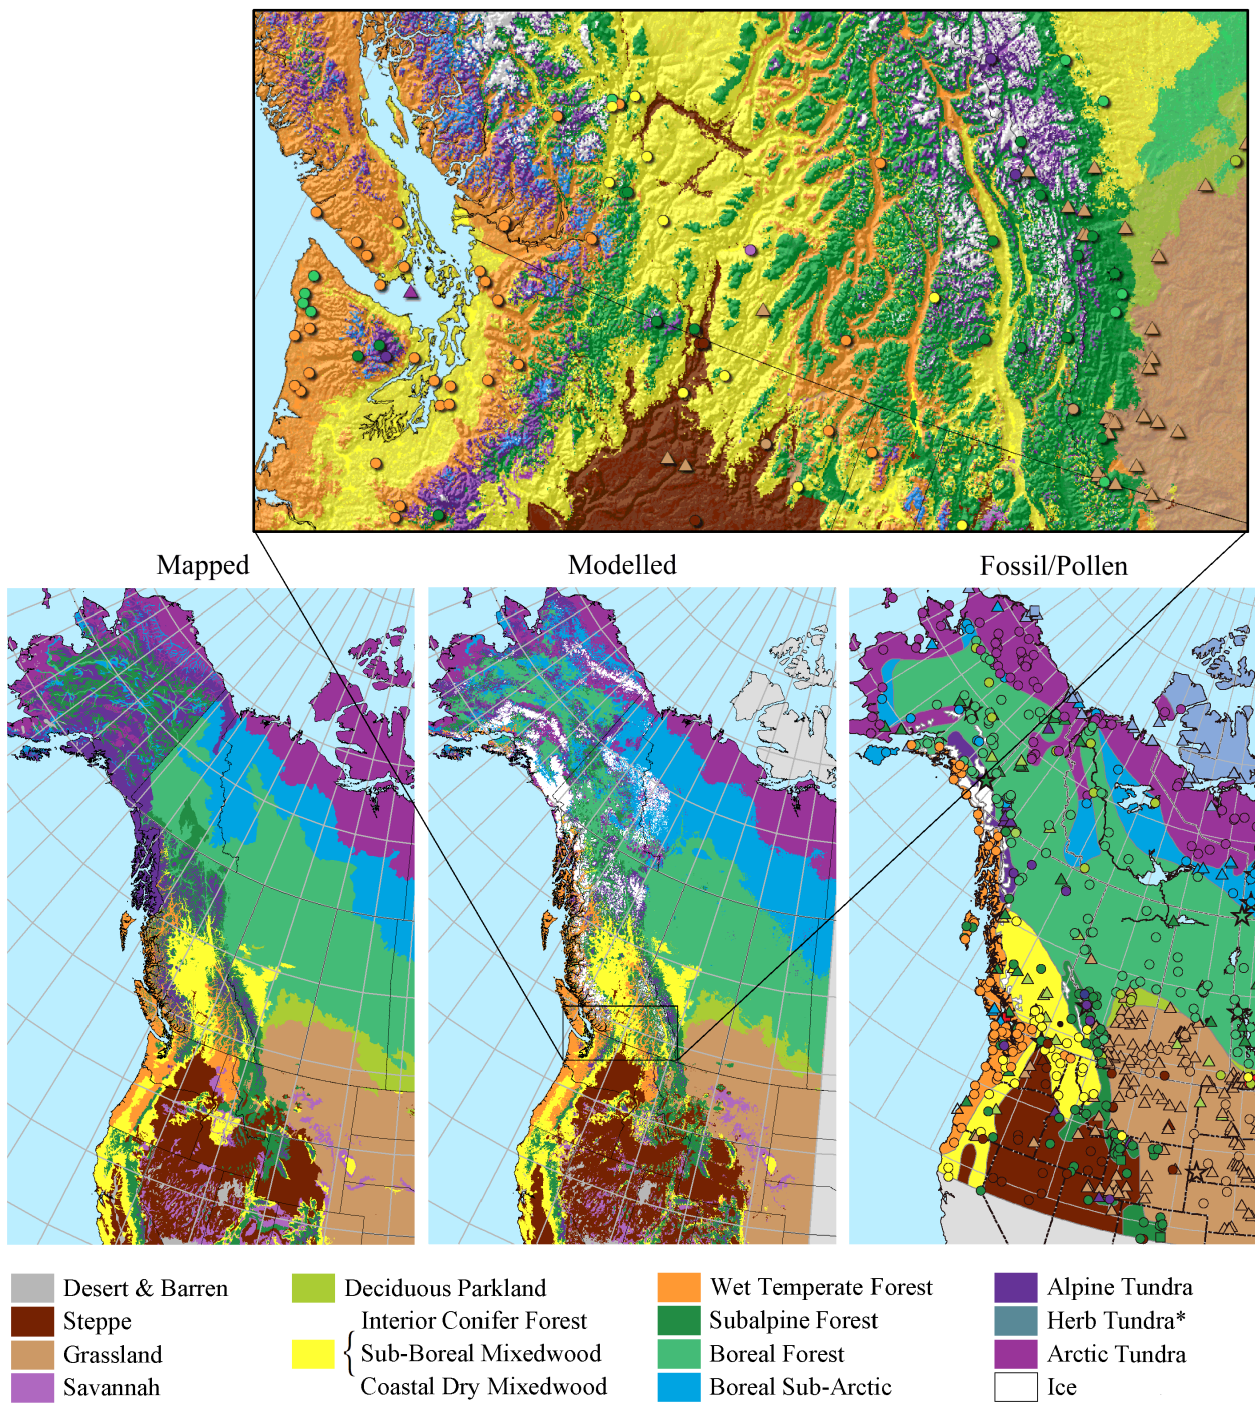 Mapped
Modelled
Fossil/Pollen
Desert & Barren
Steppe
Grassland
Savannah
Deciduous Parkland
Interior Conifer Forest
Sub-Boreal Mixedwood
Coastal Dry Mixedwood
Wet Temperate Forest
Subalpine Forest
Boreal Forest
Boreal Sub-Arctic
Alpine Tundra
Herb Tundra*
Arctic Tundra
Ice